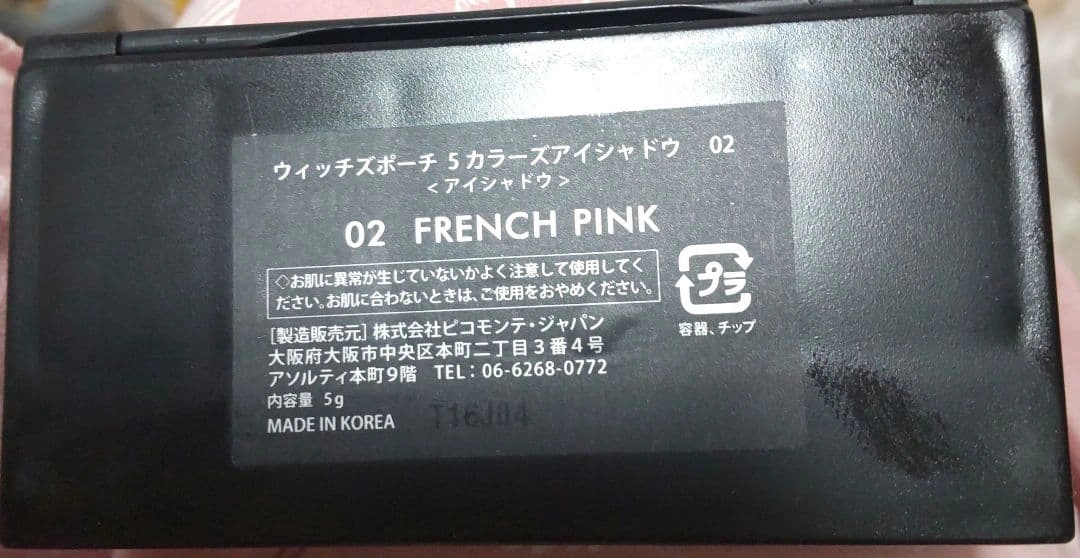 ウィッチズポーチ 5カラーズアイシャドウ 02
<アイシャドウ>
02 FRENCH PINK
◇お肌に異常が生じていないかよく注意して使用してく
ださい。お肌に合わないときは、ご使用をおやめください。
プラ
容器、チップ
[製造販売元] 株式会社ピコモンテ・ジャパン
大阪府大阪市中央区本町二丁目3番4号
アソルティ本町9階 TEL：06-6268-0772
内容量 5g
MADE IN KOREA T16J04